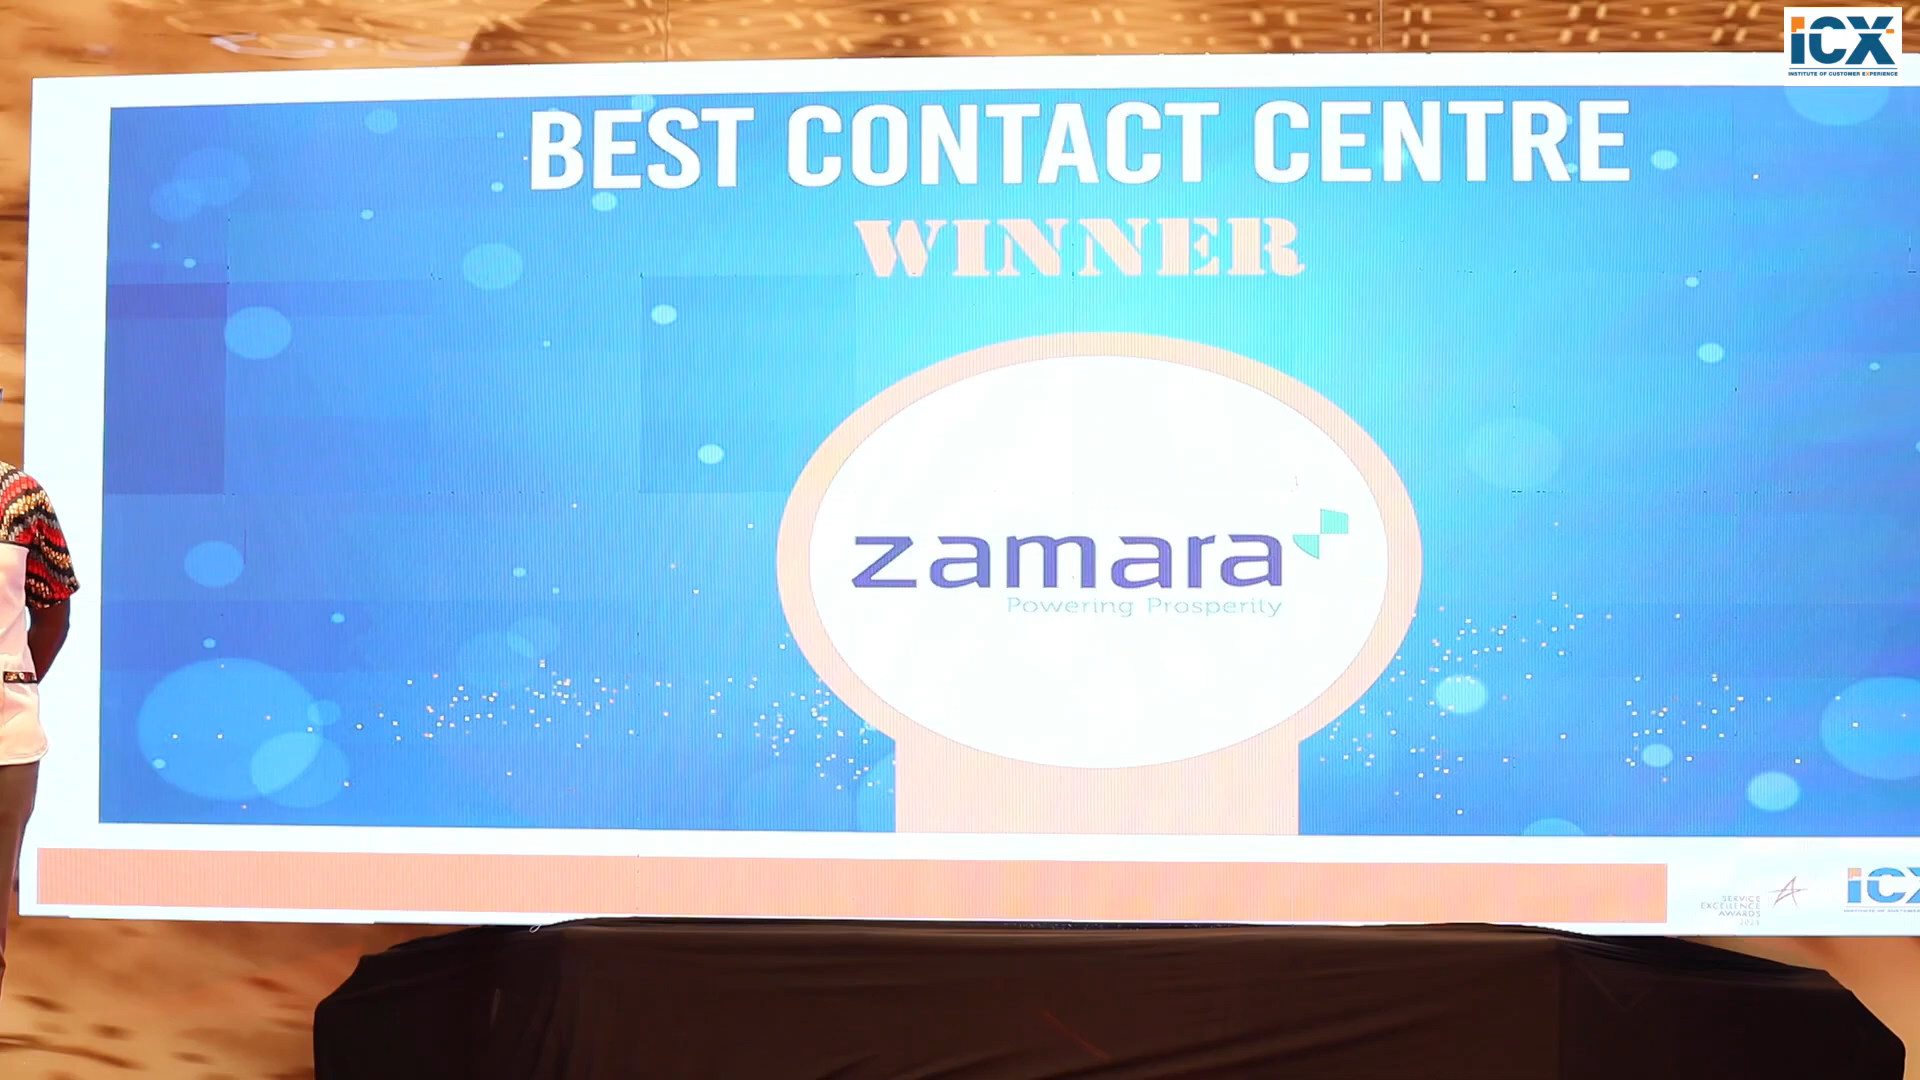 iCX
INSTITUTE OF CUSTOMER EXPERIENCE
BEST CONTACT CENTRE
WINNER
zamara
Powering Prosperity
SERVICE
EXCELLENCE
AWARDS
iCX